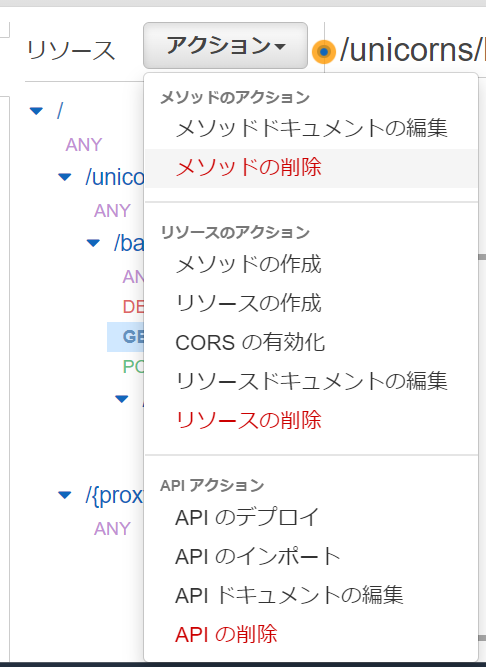 リソース
アクション
/unicorns/
/
ANY
/unico
ANY
/ba
AN
DE
GE
PO
/{prox
ANY
メソッドのアクション
メソッドドキュメントの編集
メソッドの削除
リソースのアクション
メソッドの作成
リソースの作成
CORS の有効化
リソースドキュメントの編集
リソースの削除
API アクション
API のデプロイ
API のインポート
API ドキュメントの編集
API の削除